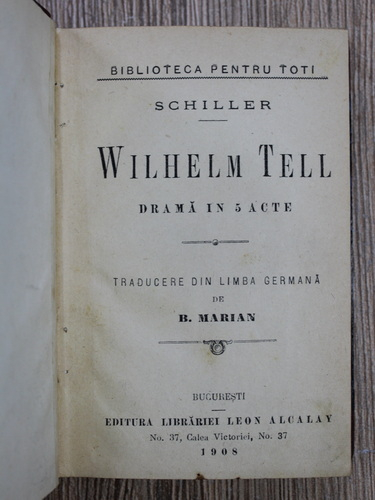 BIBLIOTECA PENTRU TOTI
SCHILLER
WILHELM TELL
DRAMĂ IN 5 ACTE
TRADUCERE DIN LIMBA GERMANĂ
DE
B. MARIAN
BUCUREȘTI
EDITURA LIBRĂRIEI LEON ALCALAY
No. 37, Calea Victoriei, No. 37
1908